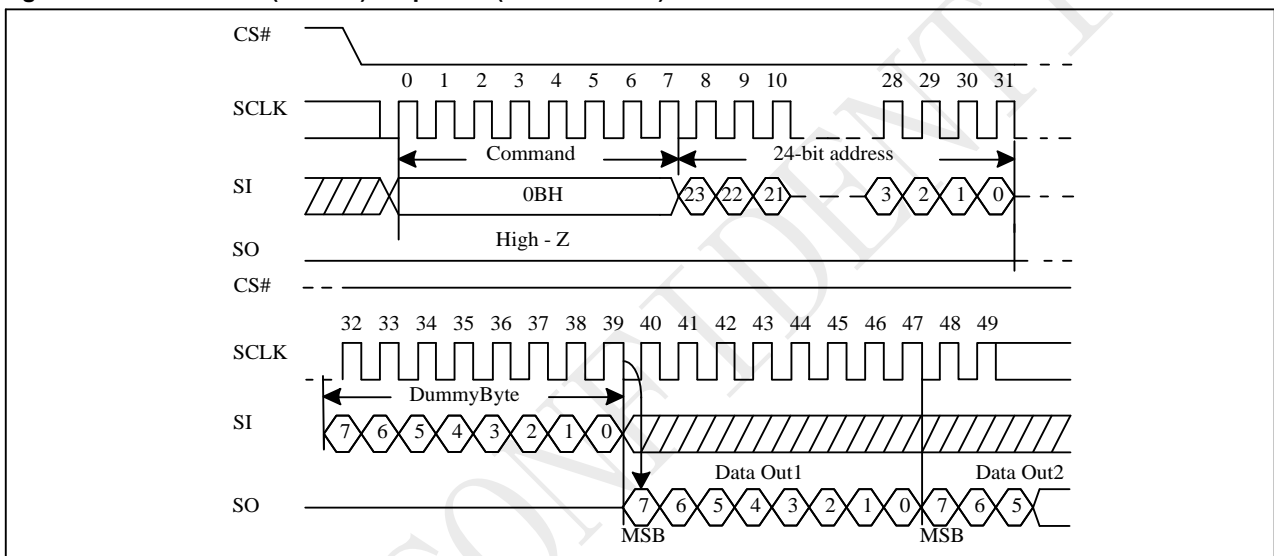 CS#
0 1 2 3 4 5 6 7 8 9 10 28 29 30 31
SCLK
Command 24-bit address
SI 0BH 23 22 21 3 2 1 0
High - Z
SO
CS#
32 33 34 35 36 37 38 39 40 41 42 43 44 45 46 47 48 49
SCLK
DummyByte
SI 7 6 5 4 3 2 1 0
Data Out1 Data Out2
SO 7 6 5 4 3 2 1 0 7 6 5
MSB MSB